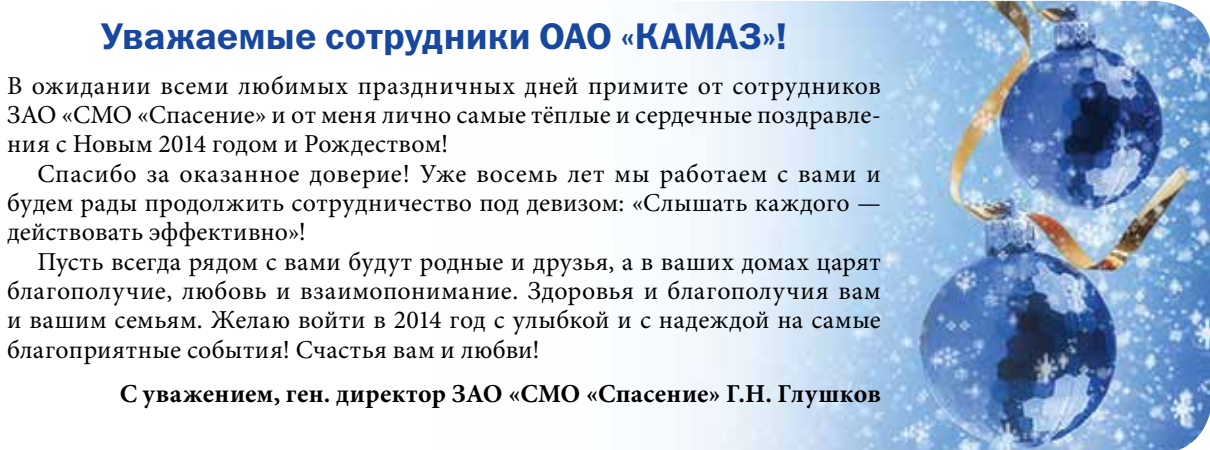 Уважаемые сотрудники ОАО «КАМАЗ»!
В ожидании всеми любимых праздничных дней примите от сотрудников
ЗАО «СМО «Спасение» и от меня лично самые тёплые и сердечные поздравле-
ния с Новым 2014 годом и Рождеством!
Спасибо за оказанное доверие! Уже восемь лет мы работаем с вами и
будем рады продолжить сотрудничество под девизом: «Слышать каждого —
действовать эффективно»!
Пусть всегда рядом с вами будут родные и друзья, а в ваших домах царят
благополучие, любовь и взаимопонимание. Здоровья и благополучия вам
и вашим семьям. Желаю войти в 2014 год с улыбкой и с надеждой на самые
благоприятные события! Счастья вам и любви!
С уважением, ген. директор ЗАО «СМО «Спасение» Г.Н. Глушков